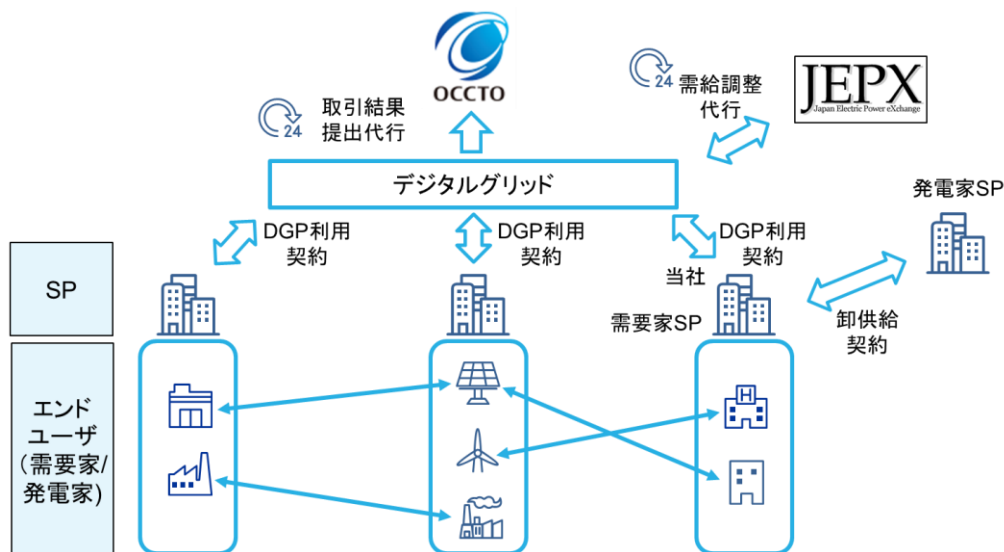 OCCTO
24
取引結果
提出代行
24
需給調整
代行
JEPX
Japan Electric Power eXchange
デジタルグリッド
発電家SP
DGP利用
契約
DGP利用
契約
DGP利用
契約
当社
SP
需要家SP
卸供給
契約
エンド
ユーザ
(需要家/
発電家)
H